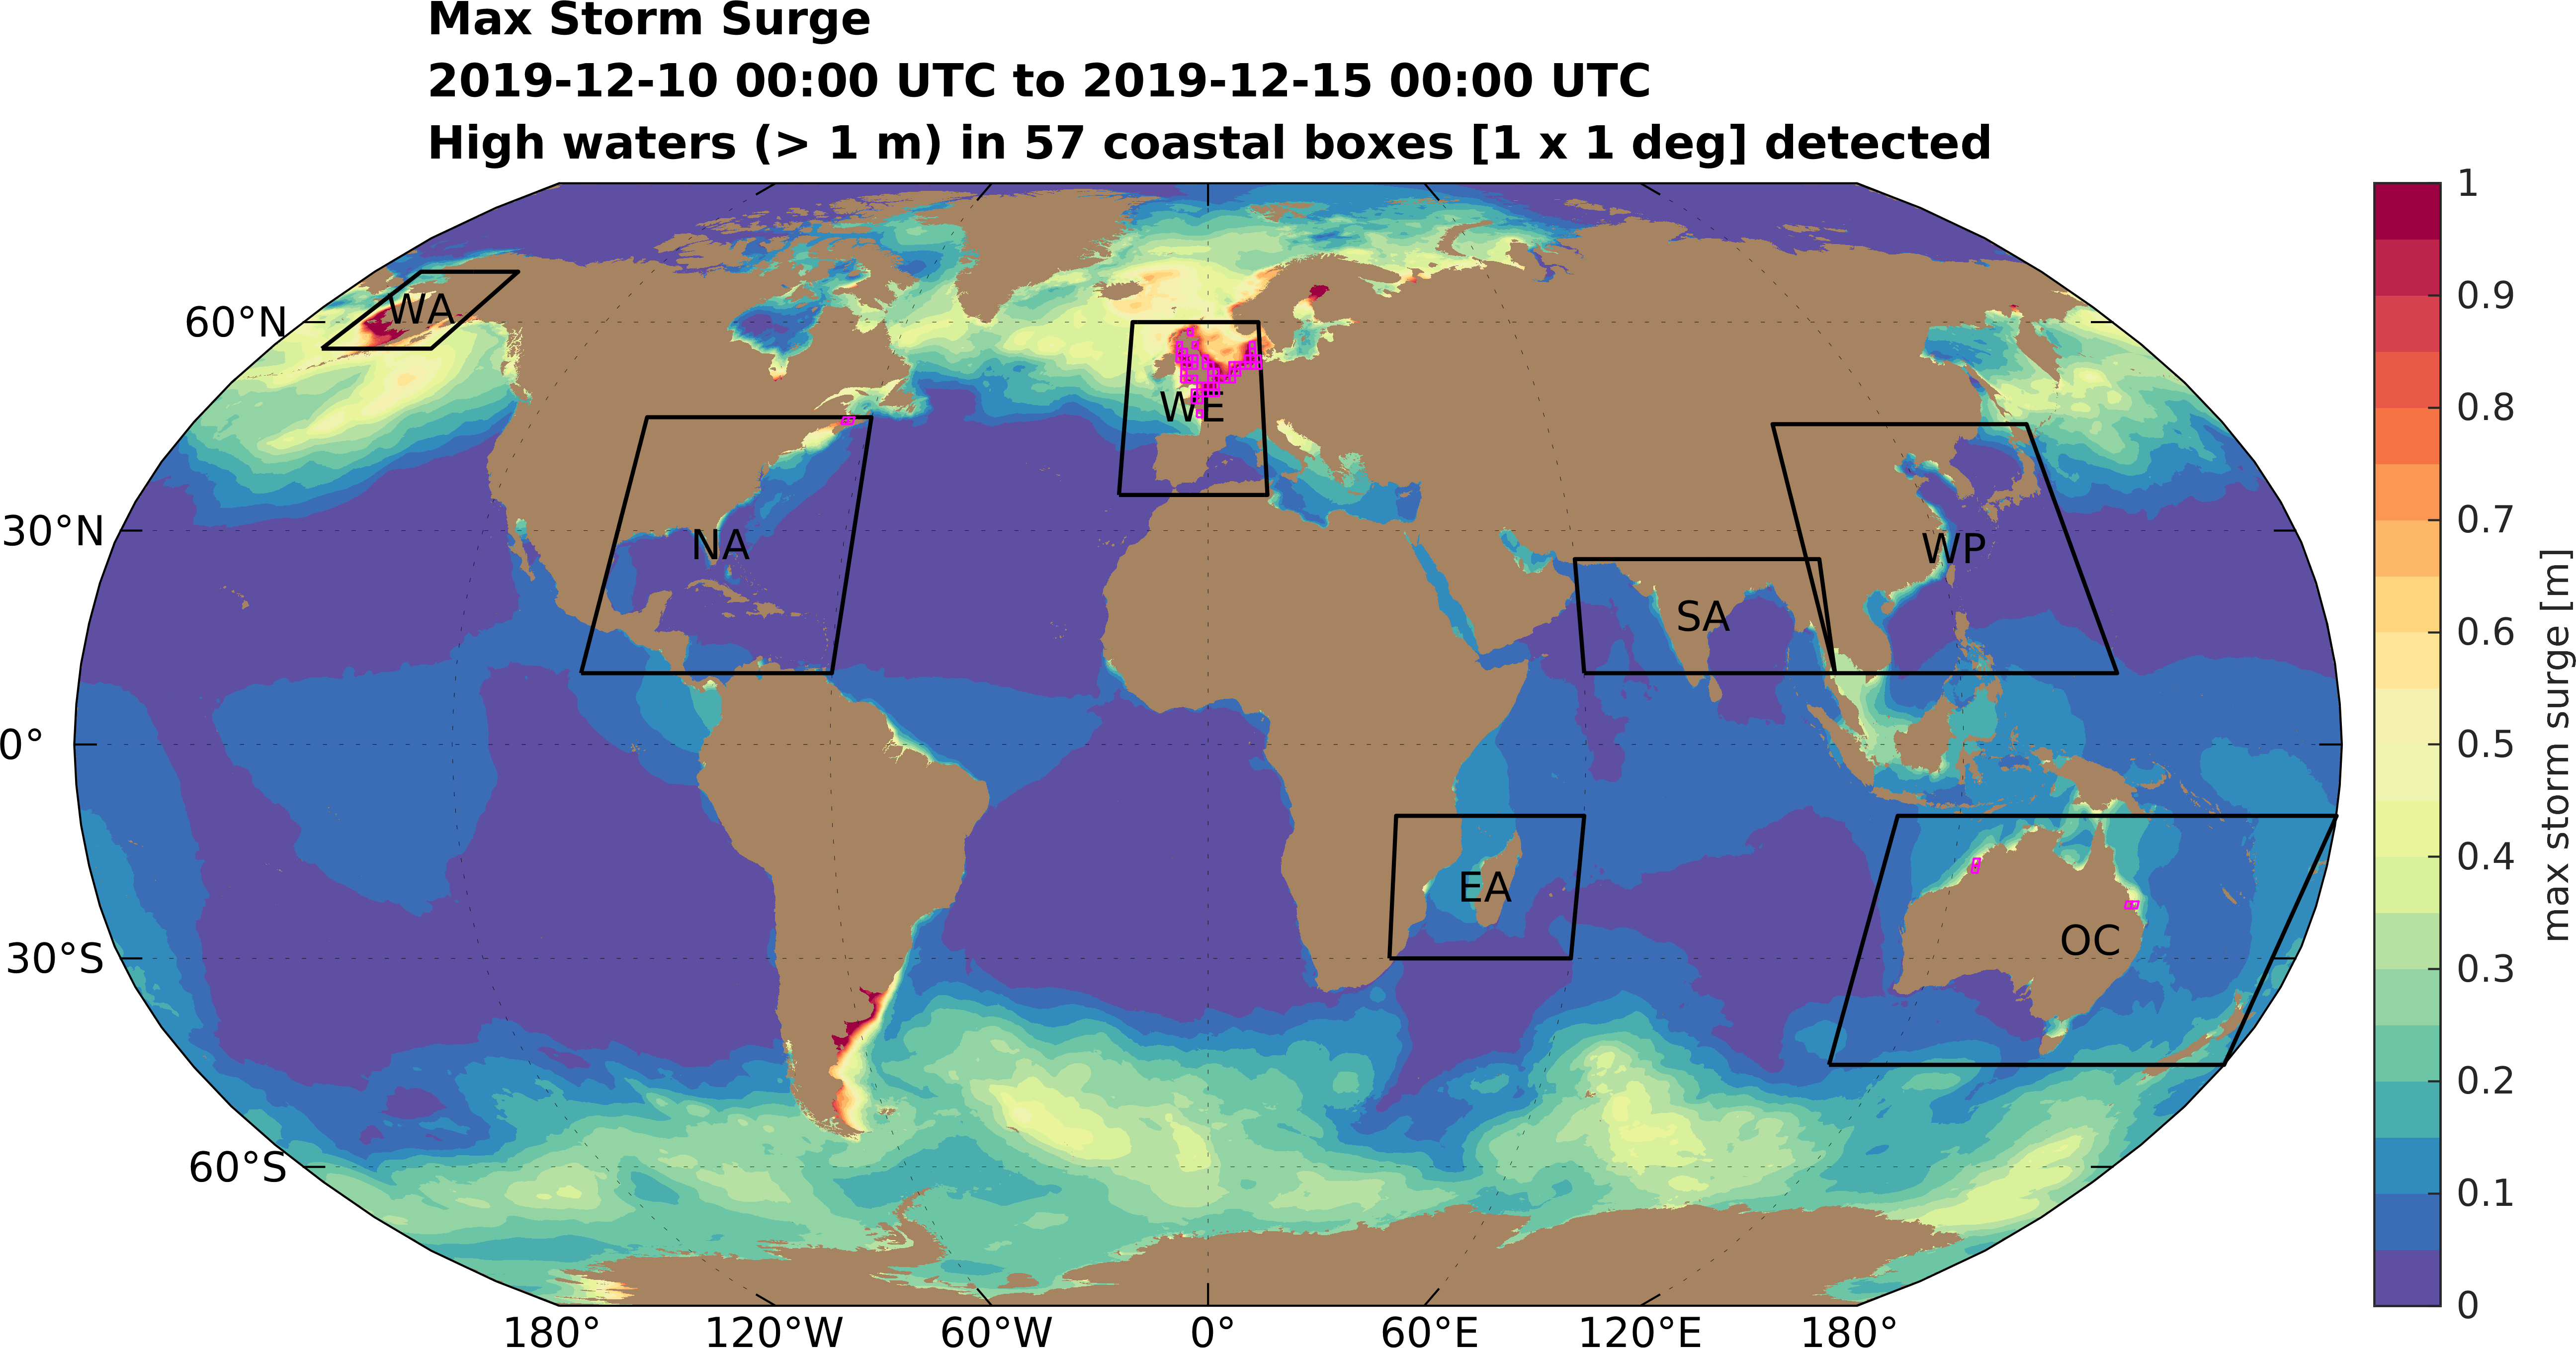 Max Storm Surge
2019-12-10 00:00 UTC to 2019-12-15 00:00 UTC
High waters (> 1 m) in 57 coastal boxes [1 x 1 deg] detected
60°N
30°N
0°
30°S
60°S
WA
NA
WE
SA
WP
EA
OC
180°
120°W
60°W
0°
60°E
120°E
180°
1
0.9
0.8
0.7
0.6
0.5
0.4
0.3
0.2
0.1
0
max storm surge [m]